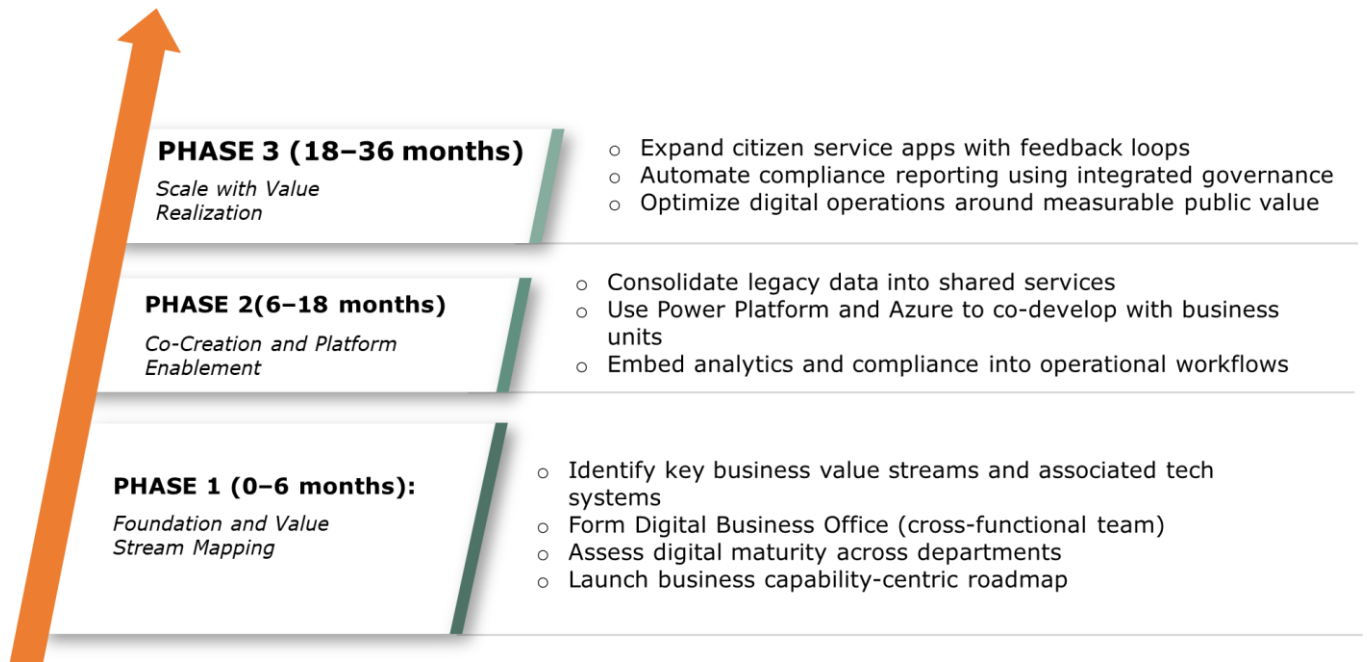 PHASE 3 (18–36 months)
Scale with Value
Realization
o Expand citizen service apps with feedback loops
o Automate compliance reporting using integrated governance
o Optimize digital operations around measurable public value
PHASE 2(6–18 months)
Co-Creation and Platform
Enablement
o Consolidate legacy data into shared services
o Use Power Platform and Azure to co-develop with business
units
o Embed analytics and compliance into operational workflows
PHASE 1 (0–6 months):
Foundation and Value
Stream Mapping
o Identify key business value streams and associated tech
systems
o Form Digital Business Office (cross-functional team)
o Assess digital maturity across departments
o Launch business capability-centric roadmap